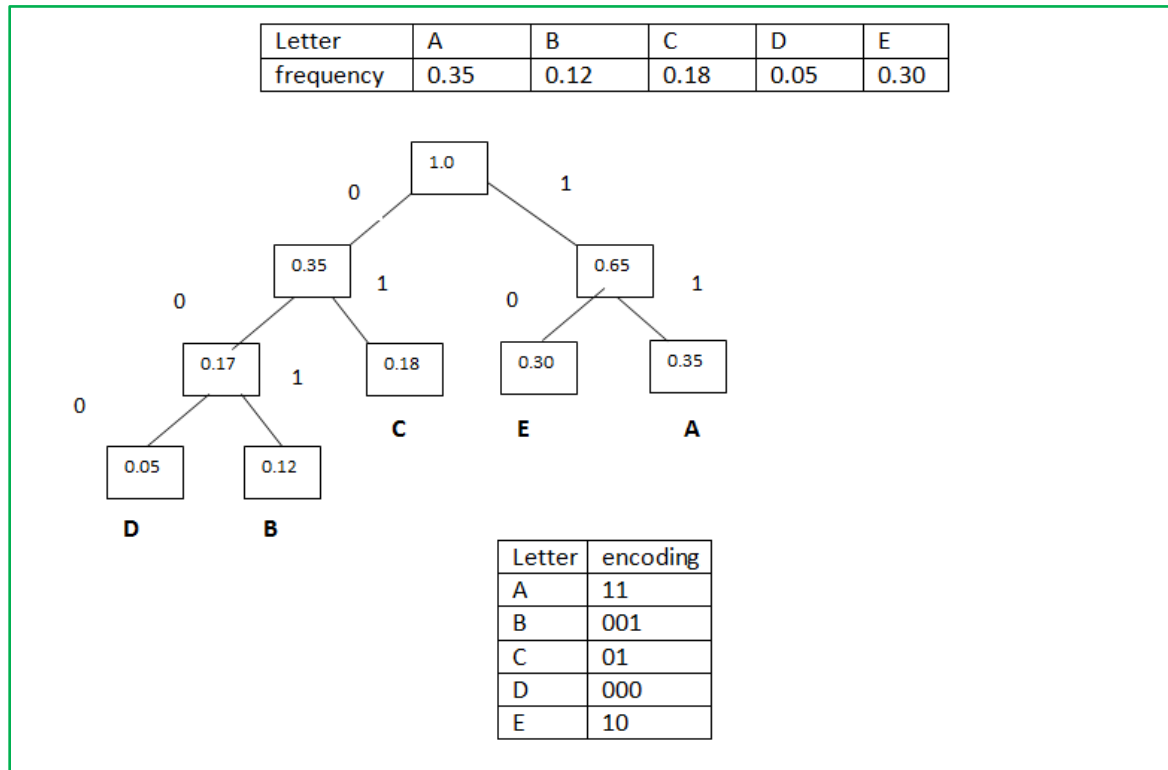 Letter A B C D E
frequency 0.35 0.12 0.18 0.05 0.30
1.0
0 1
0.35 0.65
0 1 0 1
0.17 0.18 0.30 0.35
0 1
C E A
0.05 0.12
D B
Letter encoding
A 11
B 001
C 01
D 000
E 10